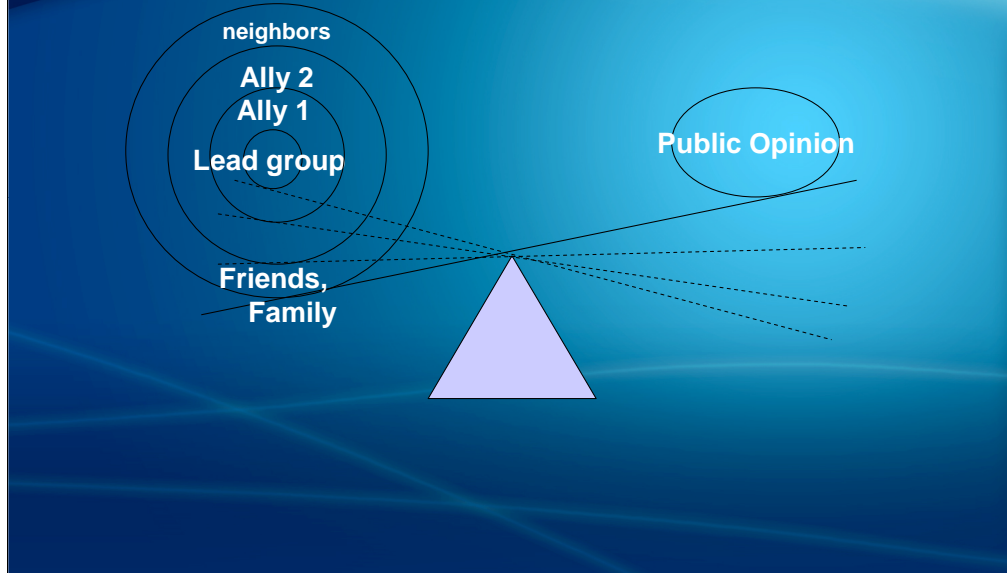 neighbors
Ally 2
Ally 1
Lead group
Friends,
Family
Public Opinion